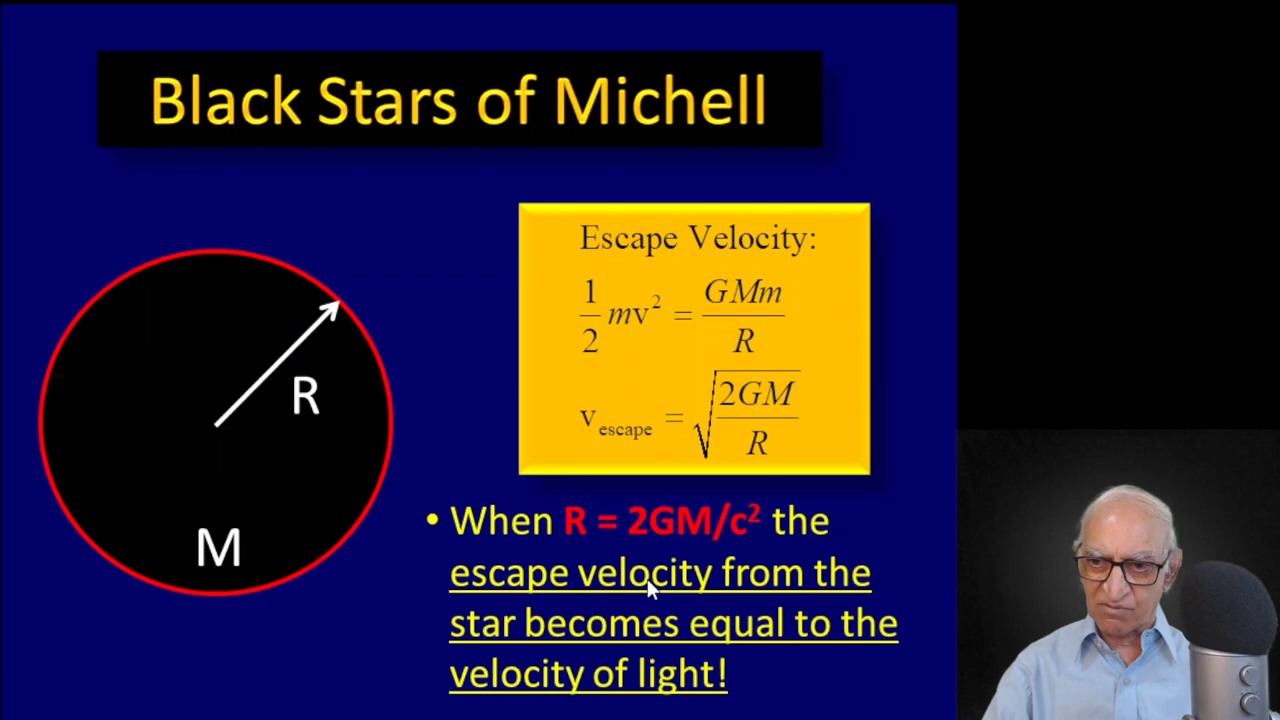 Black Stars of Michell
Escape Velocity:
1/2 mv² = GMm/R
v escape = √(2GM/R)
R
M
• When R = 2GM/c² the
escape velocity from the
star becomes equal to the
velocity of light!